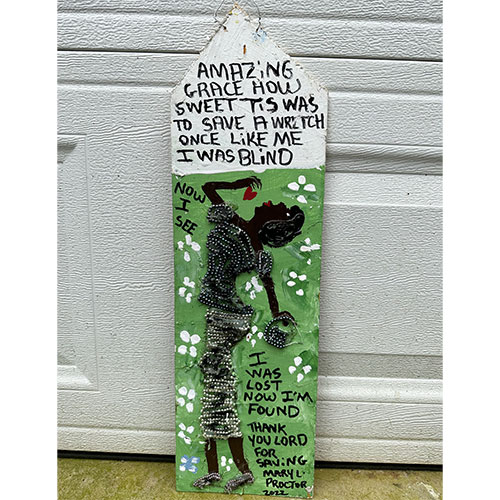 AMAZING
GRACE HOW
SWEET TIS WAS
TO SAVE A WRETCH
ONCE LIKE ME
I WAS BLIND
NOW
I
SEE
I
WAS
LOST
NOW I'M
FOUND
THANK
YOU LORD
FOR
SAVING
MARY L.
PROCTOR
2022